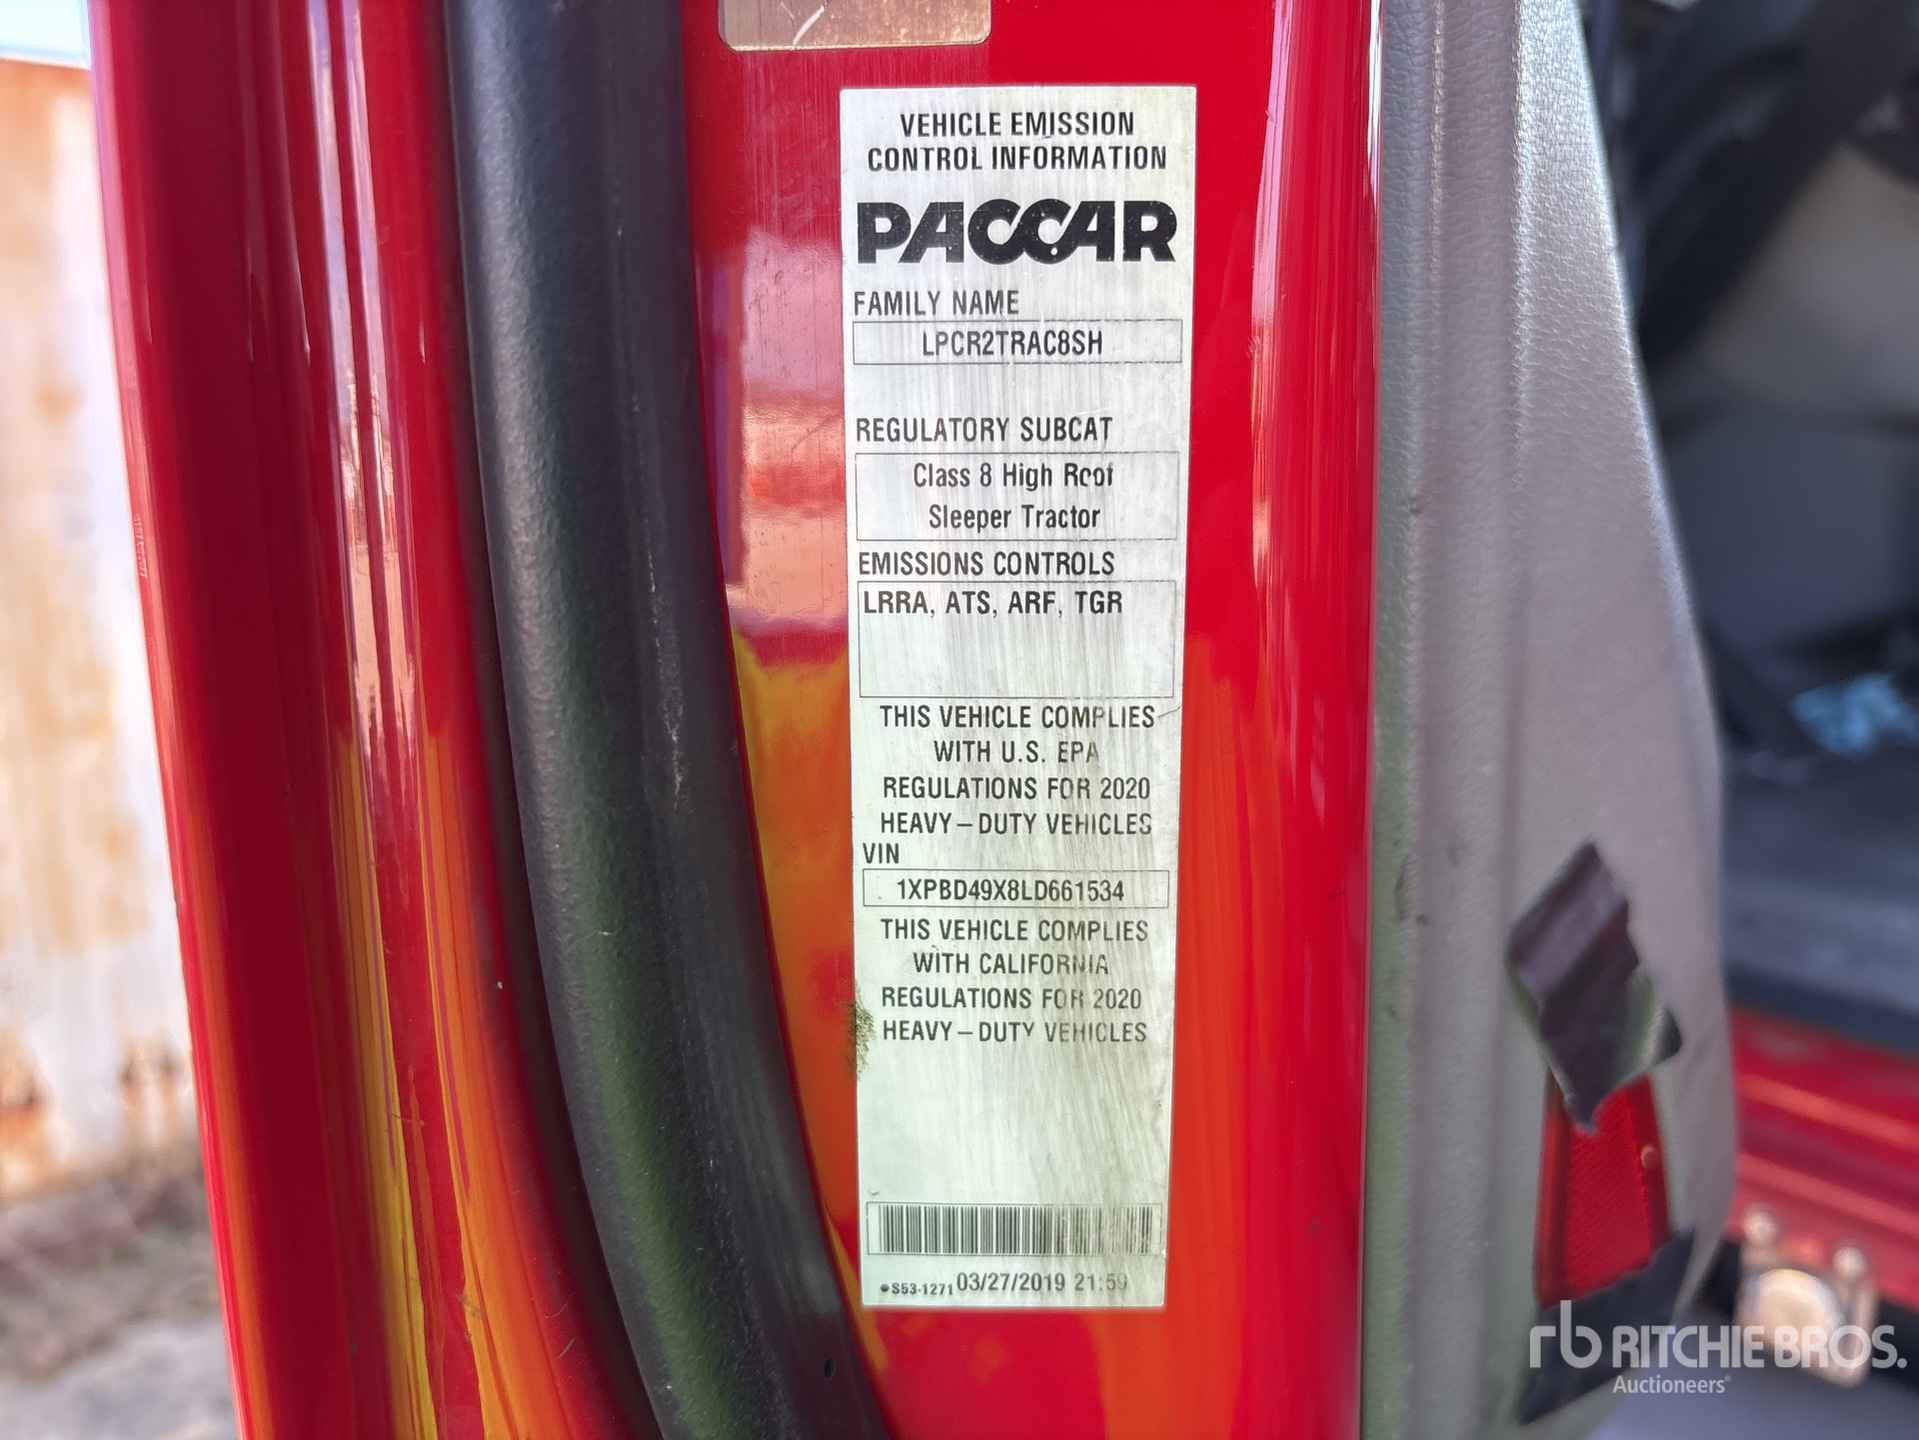 VEHICLE EMISSION
CONTROL INFORMATION
PACCAR
FAMILY NAME
LPCR2TRAC8SH
REGULATORY SUBCAT
Class 8 High Roof
Sleeper Tractor
EMISSIONS CONTROLS
LRRA, ATS, ARF, TGR
THIS VEHICLE COMPLIES
WITH U.S. EPA
REGULATIONS FOR 2020
HEAVY-DUTY VEHICLES
VIN
1XPBD49X8LD661534
THIS VEHICLE COMPLIES
WITH CALIFORNIA
REGULATIONS FOR 2020
HEAVY-DUTY VEHICLES
S53-1271 03/27/2019 21:59
rb RITCHIE BROS.
Auctioneers